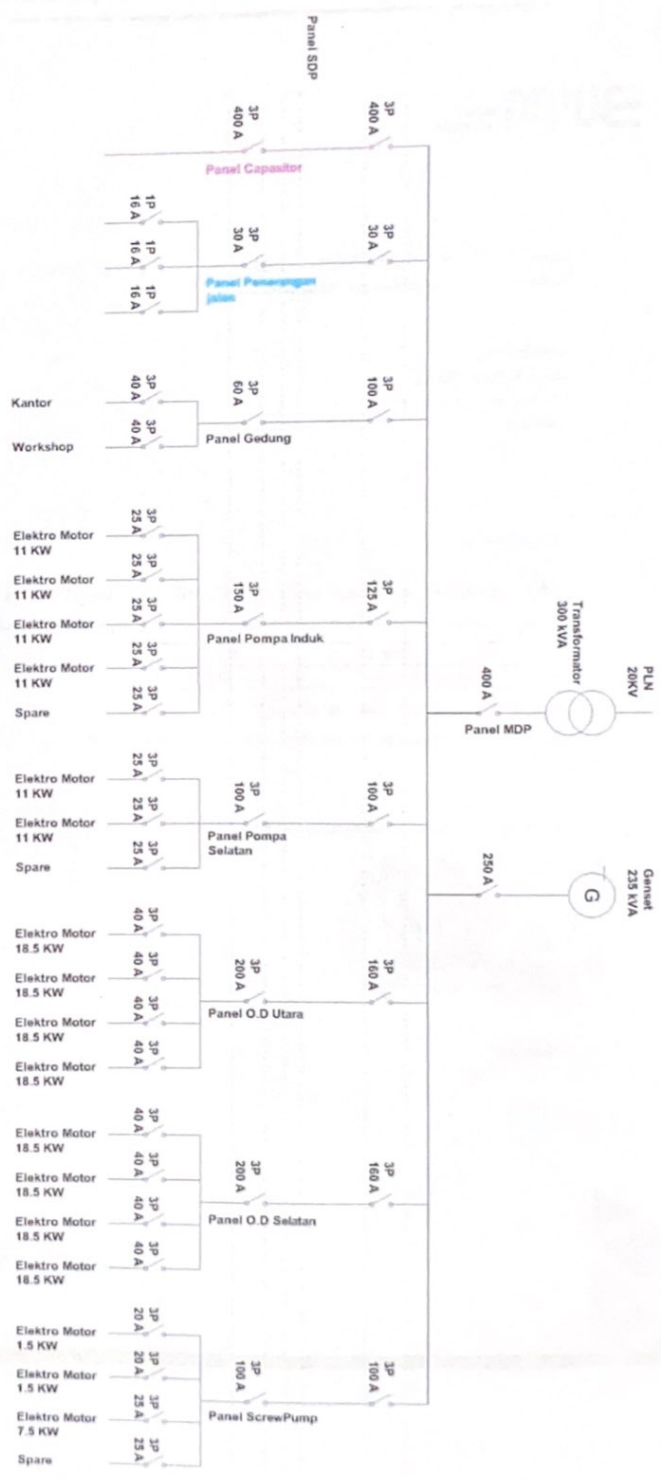 PLN
20KV
Transformator
300 kVA
400 A
Panel MDP
Genset
235 kVA
G
250 A
Panel SDP
3P
400 A
3P
400 A
Panel Capasitor
3P
30 A
3P
30 A
Panel Penerangan
jalan
1P
16 A
1P
16 A
1P
16 A
3P
100 A
3P
60 A
Panel Gedung
3P
40 A
Kantor
3P
40 A
Workshop
3P
125 A
3P
150 A
Panel Pompa Induk
3P
25 A
Elektro Motor
11 KW
3P
25 A
Elektro Motor
11 KW
3P
25 A
Elektro Motor
11 KW
3P
25 A
Elektro Motor
11 KW
3P
25 A
Spare
3P
100 A
3P
100 A
Panel Pompa
Selatan
3P
25 A
Elektro Motor
11 KW
3P
25 A
Elektro Motor
11 KW
3P
25 A
Spare
3P
160 A
3P
200 A
Panel O.D Utara
3P
40 A
Elektro Motor
18.5 KW
3P
40 A
Elektro Motor
18.5 KW
3P
40 A
Elektro Motor
18.5 KW
3P
40 A
Elektro Motor
18.5 KW
3P
160 A
3P
200 A
Panel O.D Selatan
3P
40 A
Elektro Motor
18.5 KW
3P
40 A
Elektro Motor
18.5 KW
3P
40 A
Elektro Motor
18.5 KW
3P
40 A
Elektro Motor
18.5 KW
3P
100 A
3P
100 A
Panel ScrewPump
3P
20 A
Elektro Motor
1.5 KW
3P
20 A
Elektro Motor
1.5 KW
3P
25 A
Elektro Motor
7.5 KW
3P
25 A
Spare